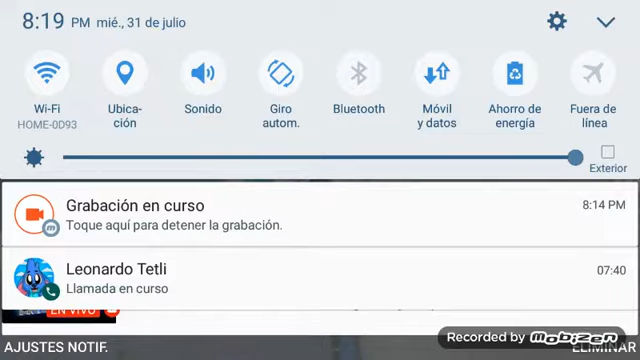 8:19 PM mié., 31 de julio
Wi-Fi
HOME-0D93
Ubica-
ción
Sonido
Giro
autom.
Bluetooth
Móvil
y datos
Ahorro de
energía
Fuera de
línea
Exterior
Grabación en curso
8:14 PM
Toque aquí para detener la grabación.
Leonardo Tetli
07:40
Llamada en curso
EN VIVO
AJUSTES NOTIF.
ELIMINAR
Recorded by Mobizen